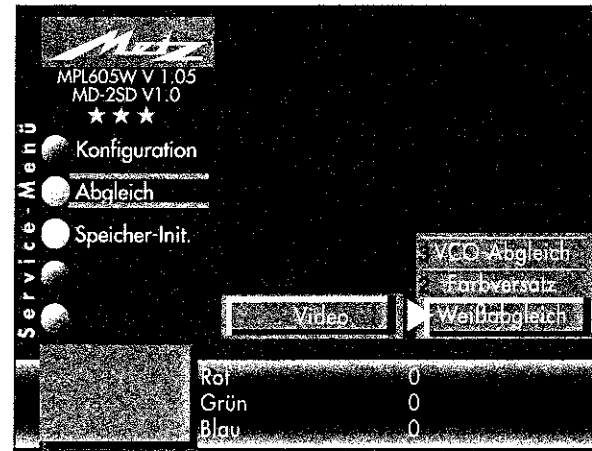 Metz
MPL605W V 1.05
MD-2SD V1.0
★ ★ ★
Service-Menü
Konfiguration
Abgleich
Speicher-Init.
VCO-Abgleich
Farbversatz
Video
Weißabgleich
Rot 0
Grün 0
Blau 0